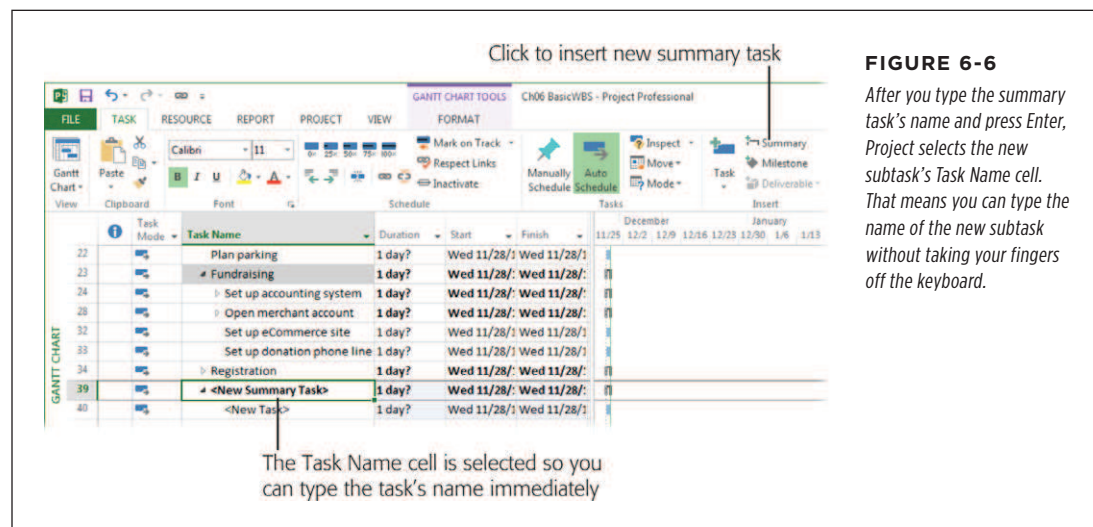 Click to insert new summary task
FIGURE 6-6
After you type the summary
task's name and press Enter,
Project selects the new
subtask's Task Name cell.
That means you can type the
name of the new subtask
without taking your fingers
off the keyboard.
GANTT CHART TOOLS Ch06 BasicWBS - Project Professional
FILE TASK RESOURCE REPORT PROJECT VIEW FORMAT
Gantt Chart Paste Calibri 11 B I U 0% 25% 50% 75% 100%
Mark on Track
Respect Links
Inactivate
Manually Schedule Auto Schedule
Inspect
Move
Mode
Task
Summary
Milestone
Deliverable
View Clipboard Font Schedule Tasks Insert
Task Mode Task Name Duration Start Finish
December January
11/25 12/2 12/9 12/16 12/23 12/30 1/6 1/13
22 Plan parking 1 day? Wed 11/28/1 Wed 11/28/1
23 Fundraising 1 day? Wed 11/28/ Wed 11/28/
24 Set up accounting system 1 day? Wed 11/28/ Wed 11/28/
28 Open merchant account 1 day? Wed 11/28/ Wed 11/28/
32 Set up eCommerce site 1 day? Wed 11/28/1 Wed 11/28/1
33 Set up donation phone line 1 day? Wed 11/28/1 Wed 11/28/1
34 Registration 1 day? Wed 11/28/ Wed 11/28/
39 <New Summary Task> 1 day? Wed 11/28/ Wed 11/28/
40 <New Task> 1 day? Wed 11/28/1 Wed 11/28/1
GANTT CHART
The Task Name cell is selected so you
can type the task's name immediately